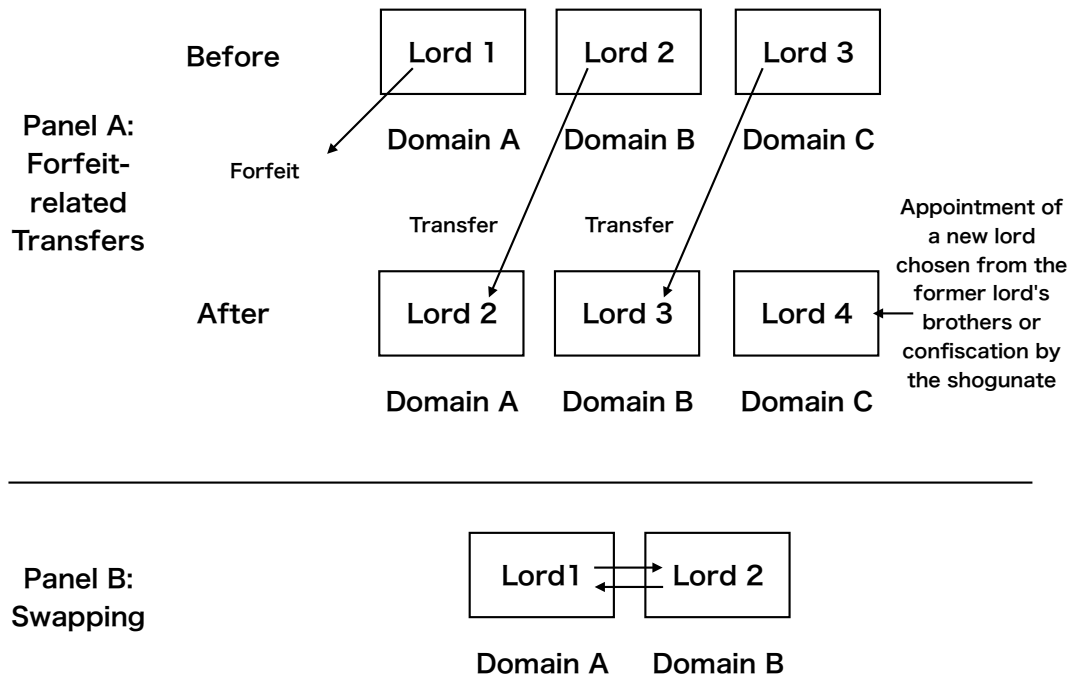 Before
Lord 1
Lord 2
Lord 3
Domain A
Domain B
Domain C
Panel A:
Forfeit-
related
Transfers
Forfeit
Transfer
Transfer
After
Lord 2
Lord 3
Lord 4
Domain A
Domain B
Domain C
Appointment of
a new lord
chosen from the
former lord's
brothers or
confiscation by
the shogunate
Panel B:
Swapping
Lord1
Lord 2
Domain A
Domain B